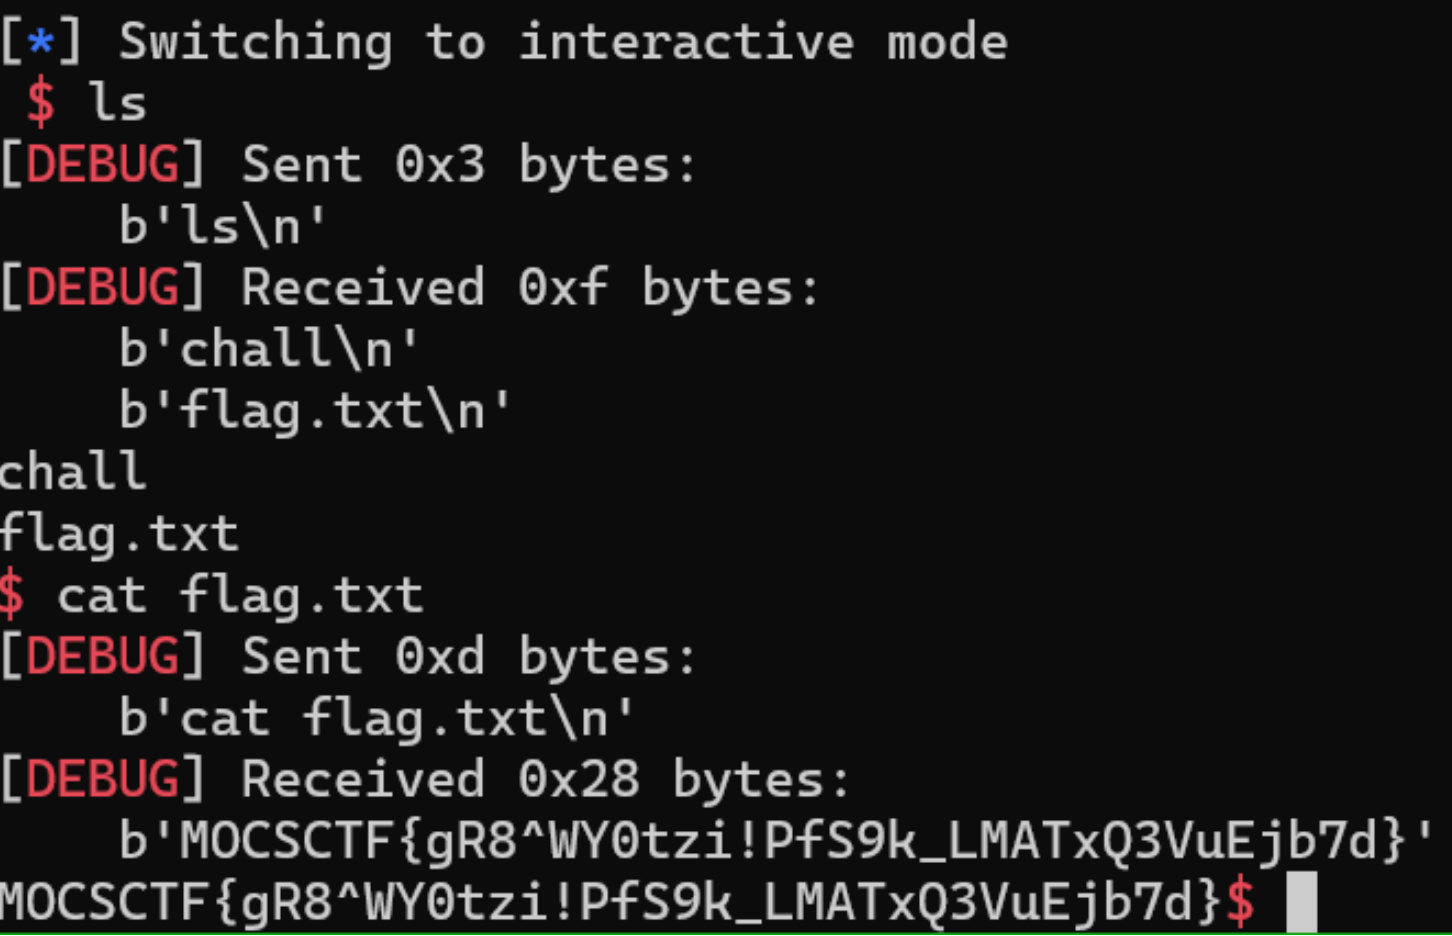 [*] Switching to interactive mode
 $ ls
[DEBUG] Sent 0x3 bytes:
    b'ls\n'
[DEBUG] Received 0xf bytes:
    b'chall\n'
    b'flag.txt\n'
chall
flag.txt
$ cat flag.txt
[DEBUG] Sent 0xd bytes:
    b'cat flag.txt\n'
[DEBUG] Received 0x28 bytes:
    b'MOCSCTF{gR8^WY0tzi!PfS9k_LMATxQ3VuEjb7d}'
MOCSCTF{gR8^WY0tzi!PfS9k_LMATxQ3VuEjb7d}$